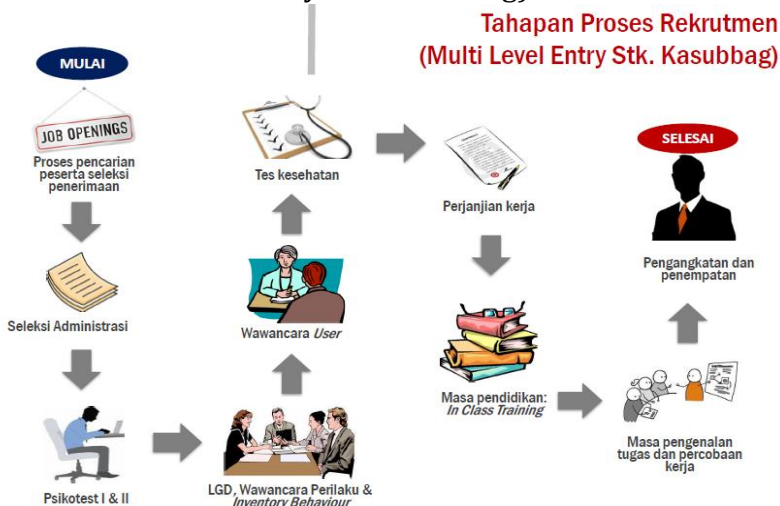 Tahapan Proses Rekrutmen
(Multi Level Entry Stk. Kasubbag)
MULAI
JOB OPENINGS
Proses pencarian
peserta seleksi
penerimaan
Seleksi Administrasi
Psikotest I & II
LGD, Wawancara Perilaku &
Inventory Behaviour
Wawancara User
Tes kesehatan
Perjanjian kerja
Masa pendidikan:
In Class Training
Masa pengenalan
tugas dan percobaan
kerja
Pengangkatan dan
penempatan
SELESAI